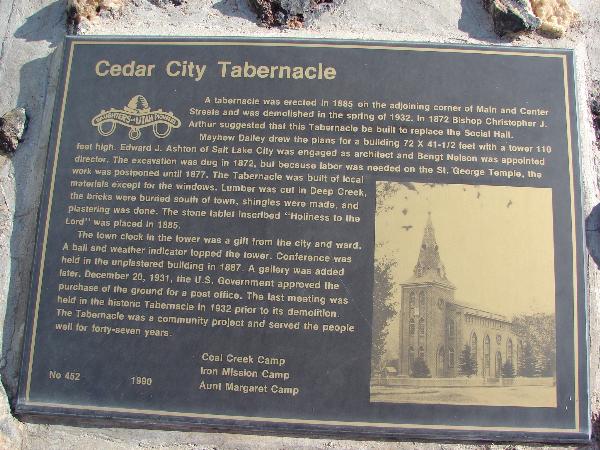 Cedar City Tabernacle
DAUGHTERS OF UTAH PIONEERS
A tabernacle was erected in 1885 on the adjoining corner of Main and Center
Streets and was demolished in the spring of 1932. In 1872 Bishop Christopher J.
Arthur suggested that this Tabernacle be built to replace the Social Hall.
Mayhew Dalley drew the plans for a building 72 X 41-1/2 feet with a tower 110
feet high. Edward J. Ashton of Salt Lake City was engaged as architect and Bengt Nelson was appointed
director. The excavation was dug in 1872, but because labor was needed on the St. George Temple, the
work was postponed until 1877. The Tabernacle was built of local
materials except for the windows. Lumber was cut in Deep Creek,
the bricks were burned south of town, shingles were made, and
plastering was done. The stone tablet inscribed "Holiness to the
Lord" was placed in 1885.
The town clock in the tower was a gift from the city and ward.
A ball and weather indicator topped the tower. Conference was
held in the unplastered building in 1887. A gallery was added
later. December 20, 1931, the U.S. Government approved the
purchase of the ground for a post office. The last meeting was
held in the historic Tabernacle in 1932 prior to its demolition.
The Tabernacle was a community project and served the people
well for forty-seven years.
Coal Creek Camp
Iron Mission Camp
Aunt Margaret Camp
No 452 1990